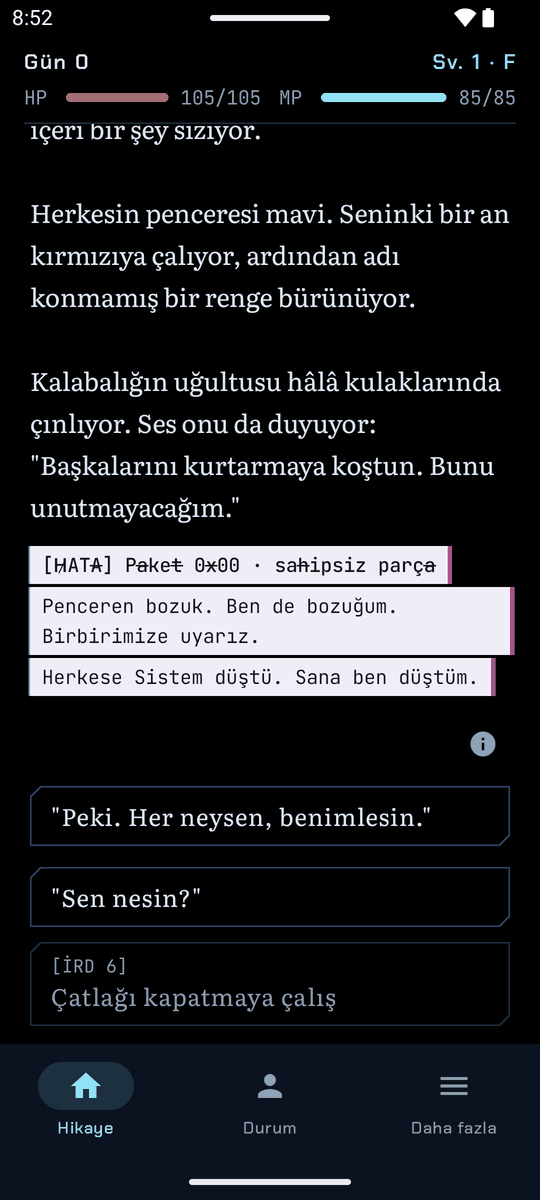 8:52
Gün 0
Sv. 1 · F
HP 105/105 MP 85/85
içeri bir şey sızıyor.
Herkesin penceresi mavi. Seninki bir an
kırmızıya çalıyor, ardından adı
konmamış bir renge bürünüyor.
Kalabalığın uğultusu hâlâ kulaklarında
çınlıyor. Ses onu da duyuyor:
"Başkalarını kurtarmaya koştun. Bunu
unutmayacağım."
[HATA] Paket 0x00 · sahipsiz parça
Penceren bozuk. Ben de bozuğum.
Birbirimize uyarız.
Herkese Sistem düştü. Sana ben düştüm.
"Peki. Her neysen, benimlesin."
"Sen nesin?"
[İRD 6]
Çatlağı kapatmaya çalış
Hikaye
Durum
Daha fazla